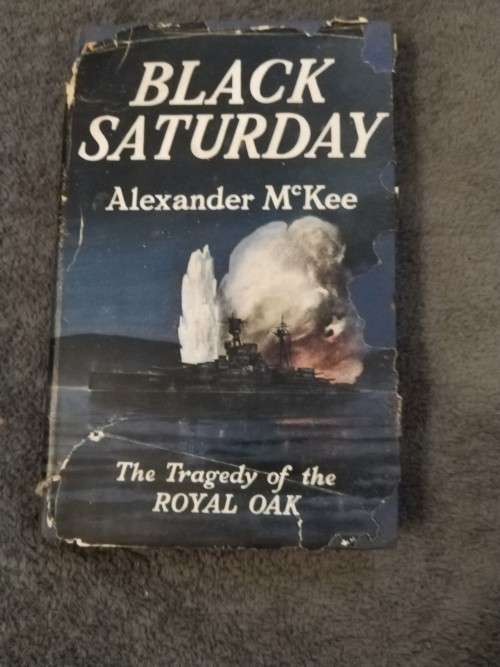 BLACK
SATURDAY
Alexander McKee
The Tragedy of the
ROYAL OAK